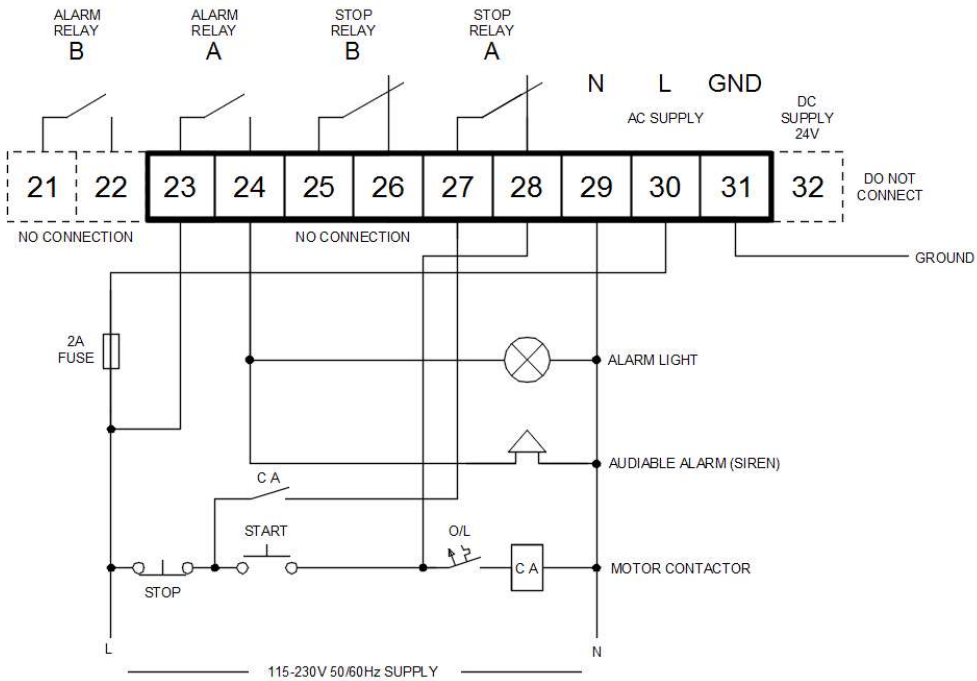 ALARM
RELAY
B
ALARM
RELAY
A
STOP
RELAY
B
STOP
RELAY
A
N L GND
AC SUPPLY
DC
SUPPLY
24V
21 22 23 24 25 26 27 28 29 30 31 32
DO NOT
CONNECT
NO CONNECTION
NO CONNECTION
GROUND
2A
FUSE
ALARM LIGHT
AUDIABLE ALARM (SIREN)
C A
START
O/L
C A
MOTOR CONTACTOR
STOP
L
N
115-230V 50/60Hz SUPPLY